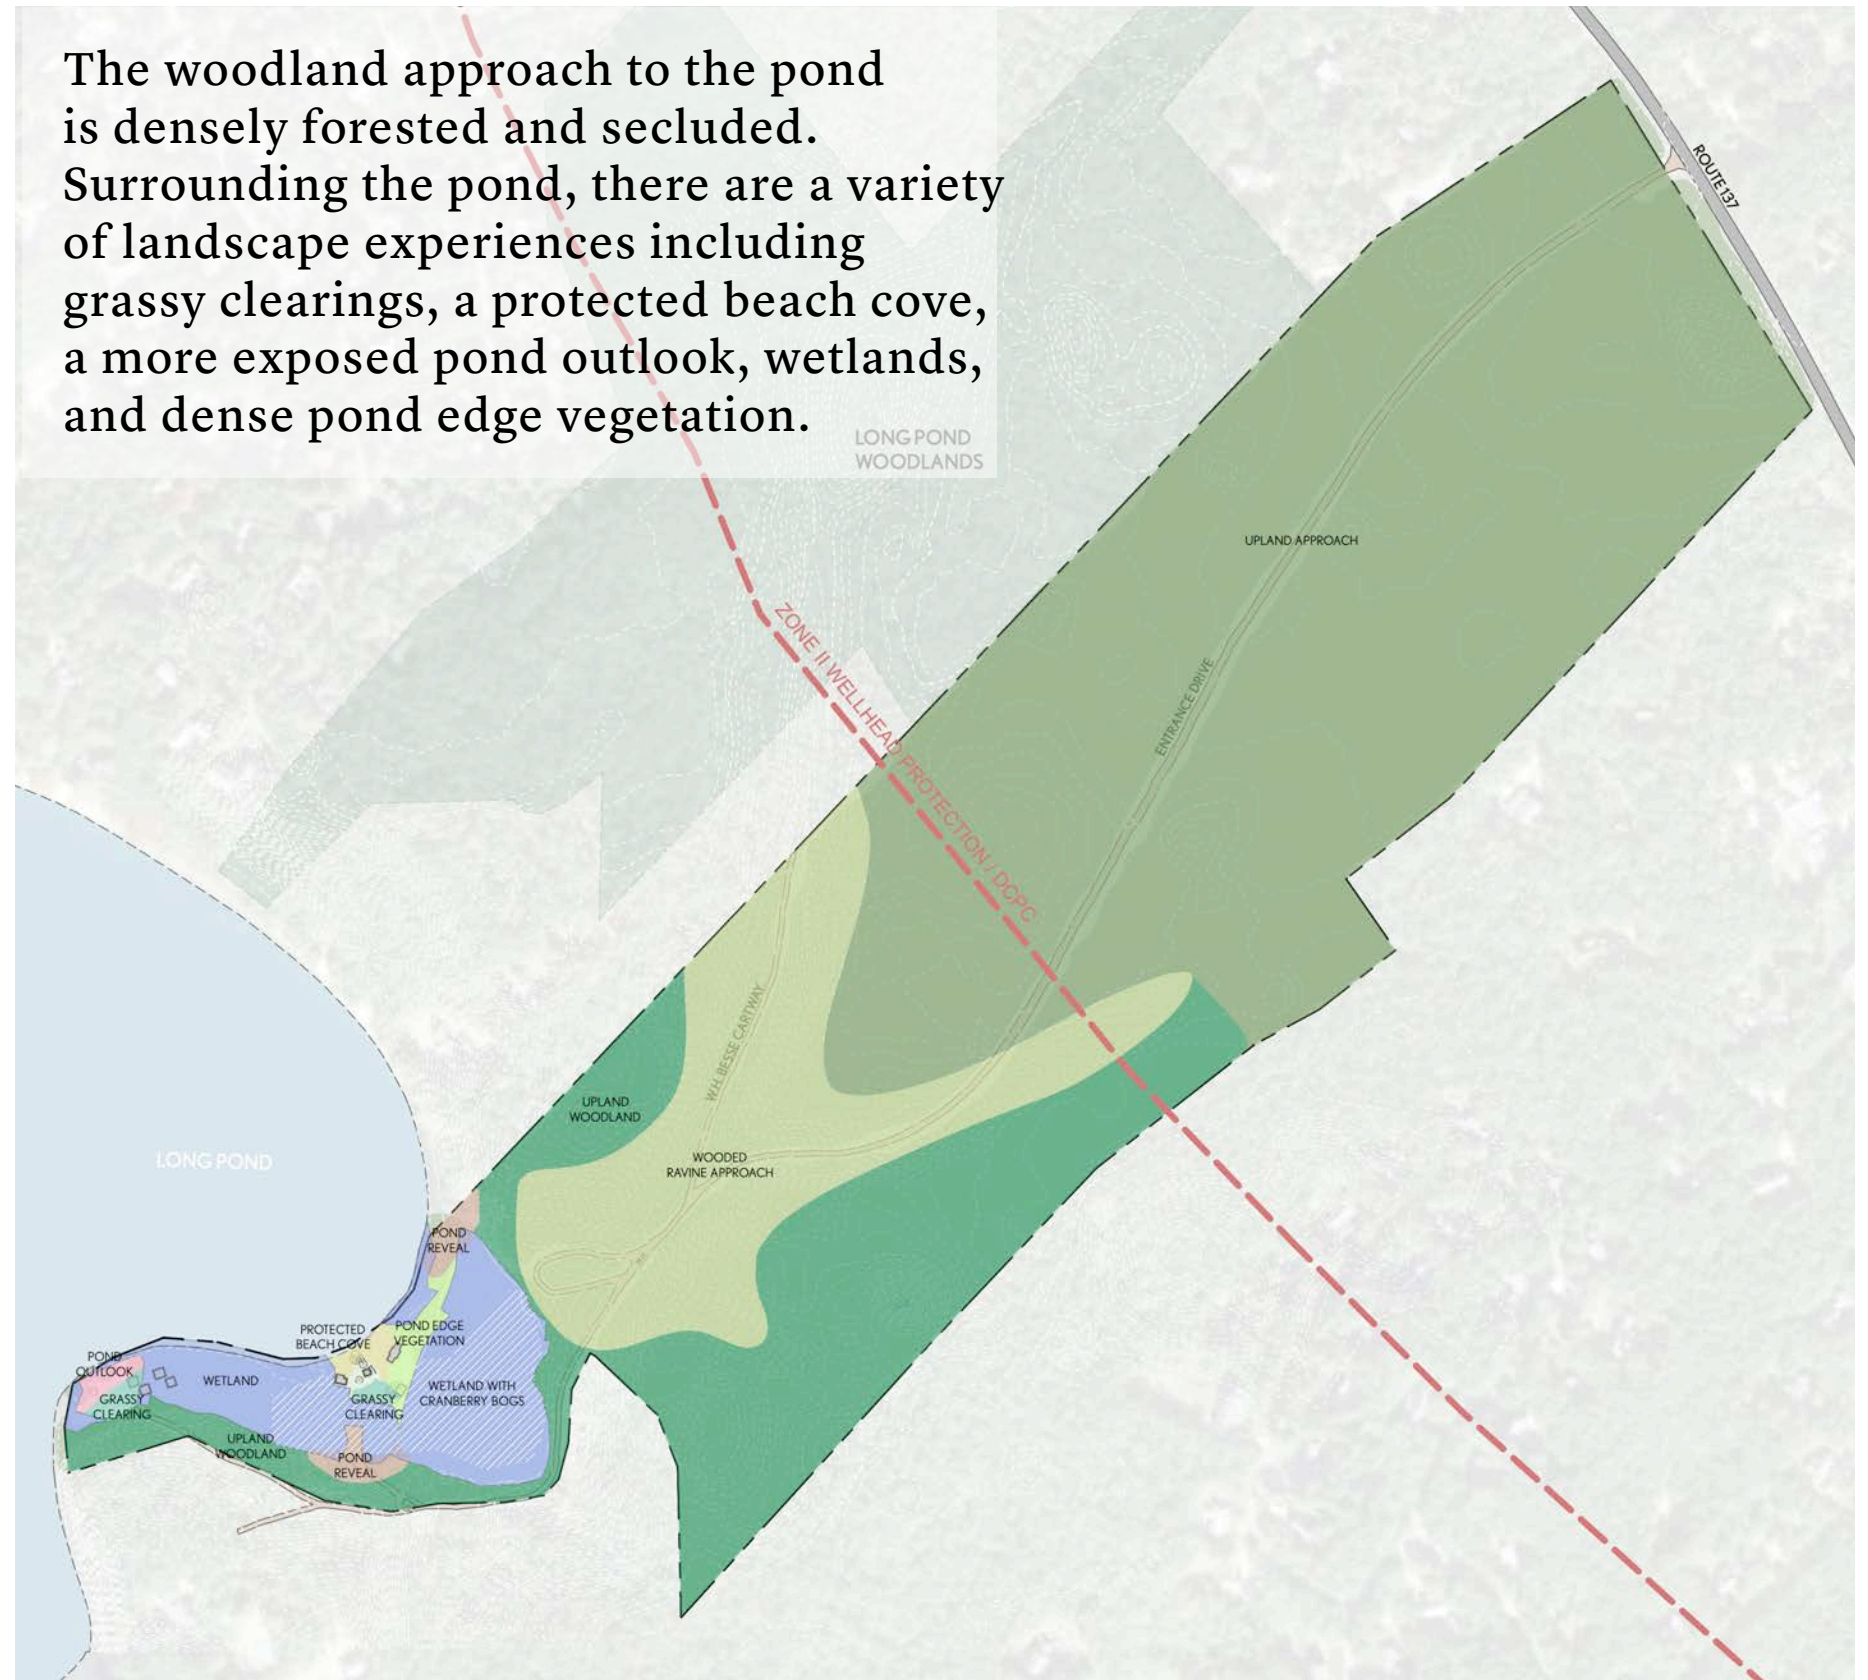 The woodland approach to the pond
is densely forested and secluded.
Surrounding the pond, there are a variety
of landscape experiences including
grassy clearings, a protected beach cove,
a more exposed pond outlook, wetlands,
and dense pond edge vegetation.
ROUTE 137
LONG POND
WOODLANDS
UPLAND APPROACH
ZONE II WELLHEAD PROTECTION / DCPC
ENTRANCE DRIVE
W.H. BESSE CARTWAY
UPLAND
WOODLAND
WOODED
RAVINE APPROACH
LONG POND
POND
REVEAL
PROTECTED
BEACH COVE
POND EDGE
VEGETATION
POND
OUTLOOK
WETLAND
GRASSY
CLEARING
GRASSY
CLEARING
WETLAND WITH
CRANBERRY BOGS
UPLAND
WOODLAND
POND
REVEAL